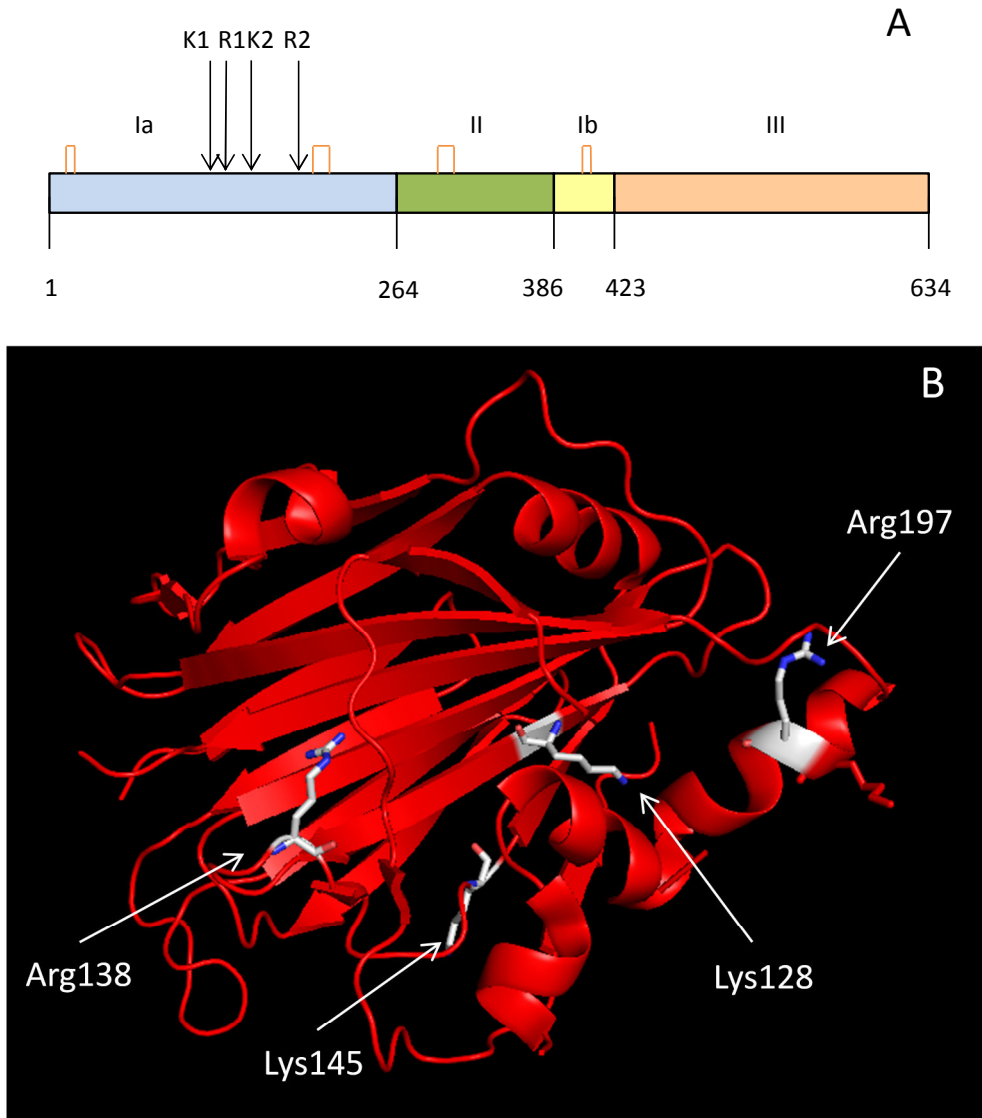 A
K1 R1K2 R2
Ia II Ib III
1 264 386 423 634
B
Arg197
Arg138
Lys128
Lys145